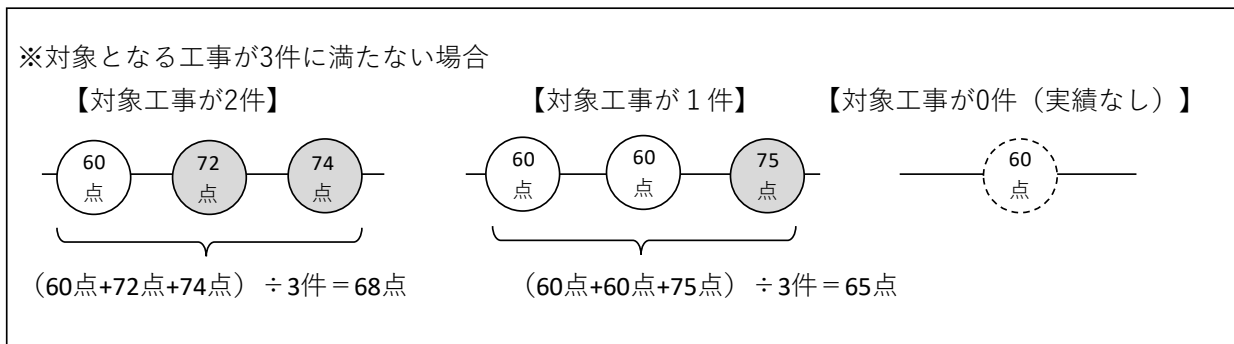 ※対象となる工事が3件に満たない場合
【対象工事が2件】
【対象工事が１件】
【対象工事が0件（実績なし）】
60
点
72
点
74
点
60
点
60
点
75
点
60
点
（60点+72点+74点）÷3件＝68点
（60点+60点+75点）÷3件＝65点